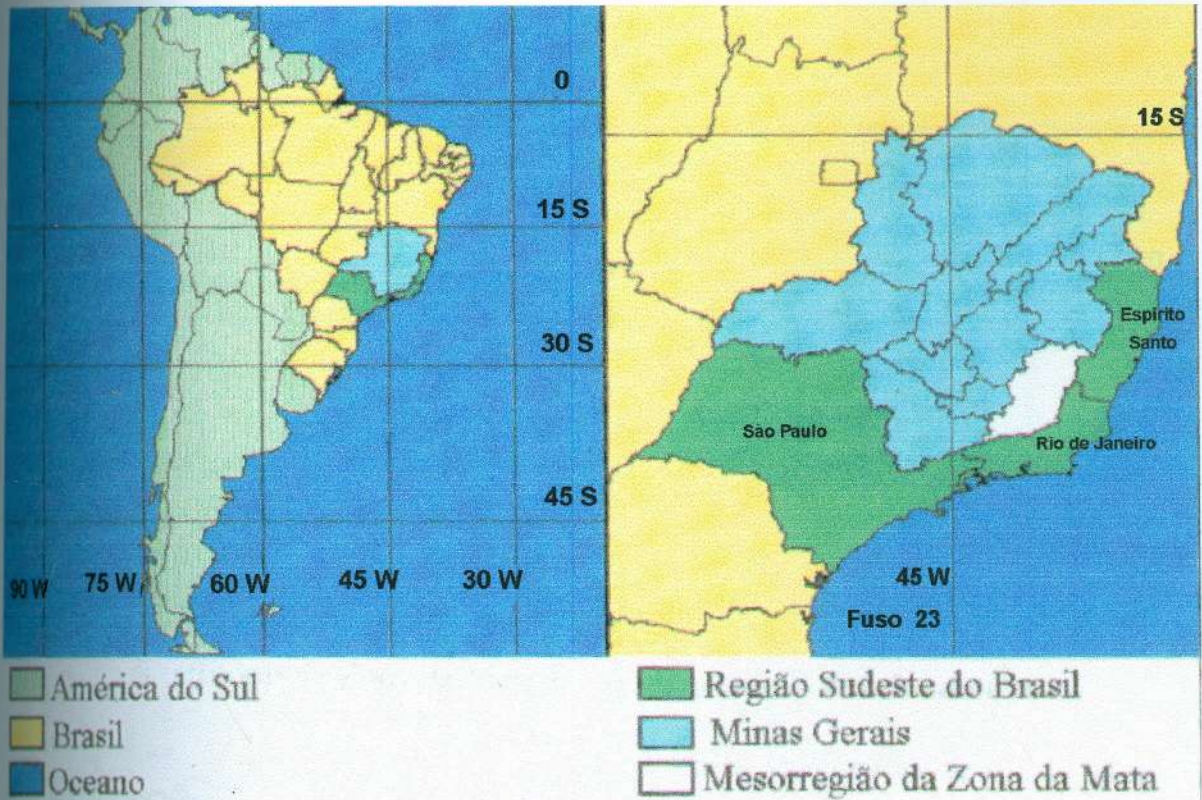 0
15 S
30 S
45 S
90 W
75 W
60 W
45 W
30 W
15 S
Espirito
Santo
São Paulo
Rio de Janeiro
45 W
Fuso 23
América do Sul
Brasil
Oceano
Região Sudeste do Brasil
Minas Gerais
Mesorregião da Zona da Mata